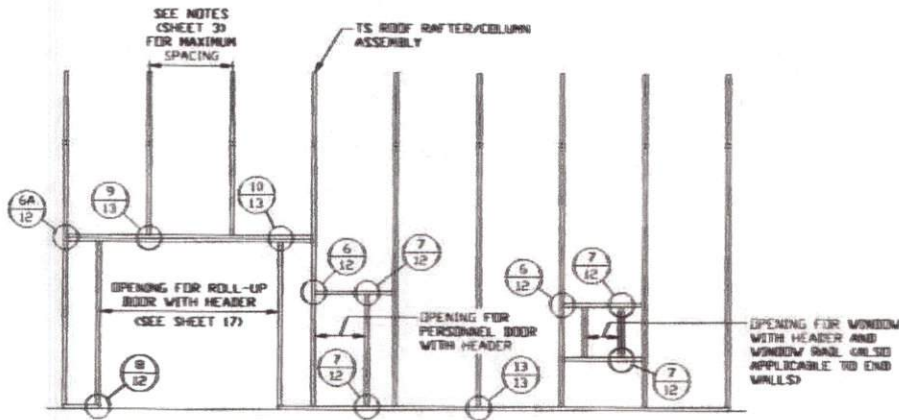 SEE NOTES
(SHEET 3)
FOR MAXIMUM
SPACING
TS ROOF RAFTER/COLUMN
ASSEMBLY
6A
12
9
13
10
13
6
12
7
12
6
12
7
12
OPENING FOR ROLL-UP
DOOR WITH HEADER
(SEE SHEET 17)
OPENING FOR
PERSONNEL DOOR
WITH HEADER
OPENING FOR WINDOW
WITH HEADER AND
WINDOW RAIL (ALSO
APPLICABLE TO END
WALLS)
8
12
7
12
13
13
7
12